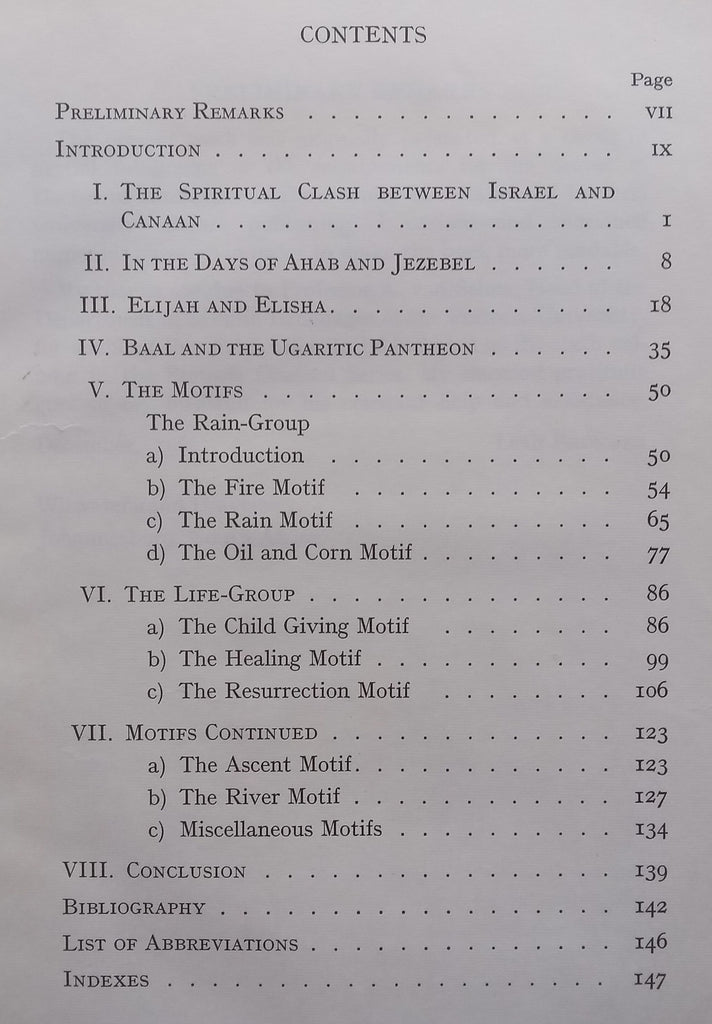 CONTENTS
Page
PRELIMINARY REMARKS . . . . . . . . . . . . . . VII
INTRODUCTION . . . . . . . . . . . . . . . . . . IX
I. THE SPIRITUAL CLASH BETWEEN ISRAEL AND
CANAAN . . . . . . . . . . . . . . . . . . 1
II. IN THE DAYS OF AHAB AND JEZEBEL . . . . . . 8
III. ELIJAH AND ELISHA . . . . . . . . . . . . . 18
IV. BAAL AND THE UGARITIC PANTHEON . . . . . . 35
V. THE MOTIFS . . . . . . . . . . . . . . . . 50
The Rain-Group
a) Introduction . . . . . . . . . . . . . 50
b) The Fire Motif . . . . . . . . . . . . 54
c) The Rain Motif . . . . . . . . . . . . 65
d) The Oil and Corn Motif . . . . . . . . . 77
VI. THE LIFE-GROUP . . . . . . . . . . . . . . 86
a) The Child Giving Motif . . . . . . . . 86
b) The Healing Motif . . . . . . . . . . . 99
c) The Resurrection Motif . . . . . . . . 106
VII. MOTIFS CONTINUED . . . . . . . . . . . . . 123
a) The Ascent Motif . . . . . . . . . . . . 123
b) The River Motif . . . . . . . . . . . . 127
c) Miscellaneous Motifs . . . . . . . . . . 134
VIII. CONCLUSION . . . . . . . . . . . . . . . . 139
BIBLIOGRAPHY . . . . . . . . . . . . . . . . . . 142
LIST OF ABBREVIATIONS . . . . . . . . . . . . . . 146
INDEXES . . . . . . . . . . . . . . . . . . . . 147